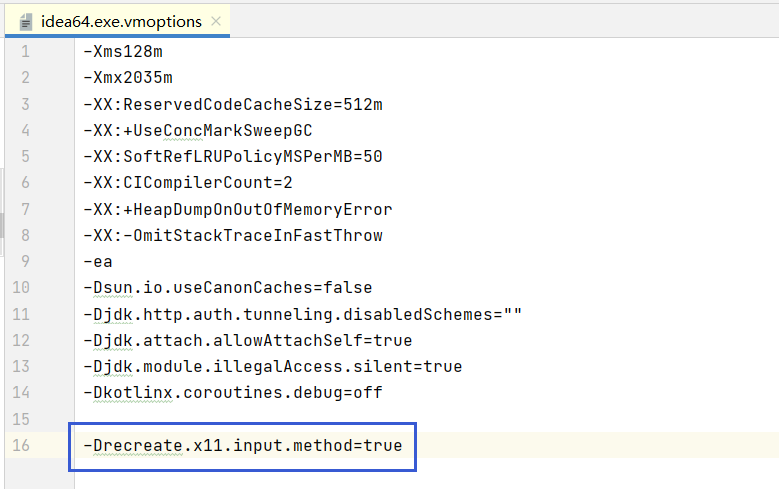 idea64.exe.vmoptions
1 -Xms128m
2 -Xmx2035m
3 -XX:ReservedCodeCacheSize=512m
4 -XX:+UseConcMarkSweepGC
5 -XX:SoftRefLRUPolicyMSPerMB=50
6 -XX:CICompilerCount=2
7 -XX:+HeapDumpOnOutOfMemoryError
8 -XX:-OmitStackTraceInFastThrow
9 -ea
10 -Dsun.io.useCanonCaches=false
11 -Djdk.http.auth.tunneling.disabledSchemes=""
12 -Djdk.attach.allowAttachSelf=true
13 -Djdk.module.illegalAccess.silent=true
14 -Dkotlinx.coroutines.debug=off
15
16 -Drecreate.x11.input.method=true